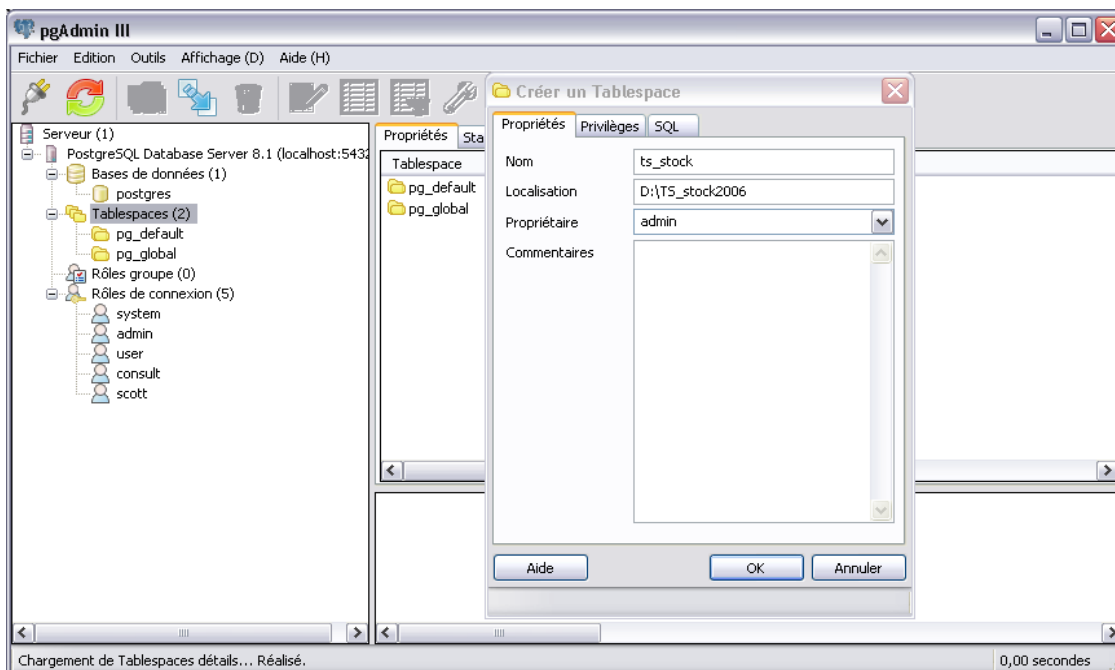 pgAdmin III
Fichier Edition Outils Affichage (D) Aide (H)
Serveur (1)
PostgreSQL Database Server 8.1 (localhost:5432
Bases de données (1)
postgres
Tablespaces (2)
pg_default
pg_global
Rôles groupe (0)
Rôles de connexion (5)
system
admin
user
consult
scott
Propriétés Sta
Tablespace
pg_default
pg_global
Créer un Tablespace
Propriétés Privilèges SQL
Nom ts_stock
Localisation D:\TS_stock2006
Propriétaire admin
Commentaires
Aide OK Annuler
Chargement de Tablespaces détails... Réalisé. 0,00 secondes